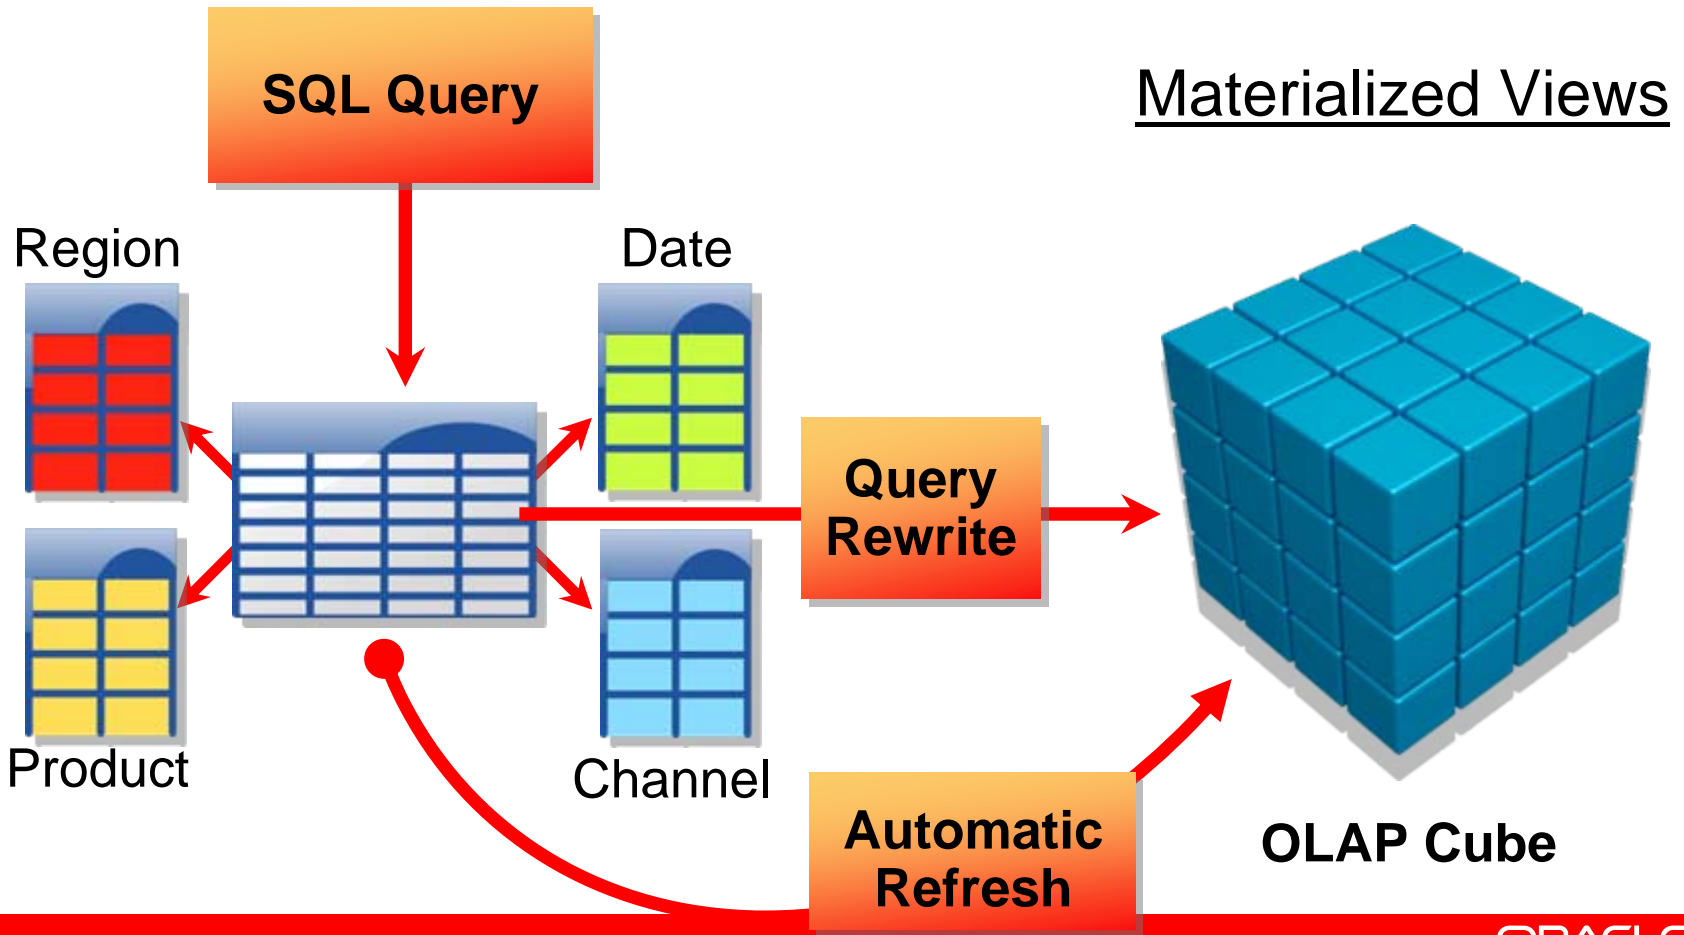 SQL Query
Materialized Views
Region
Date
Query
Rewrite
Product
Channel
Automatic
Refresh
OLAP Cube